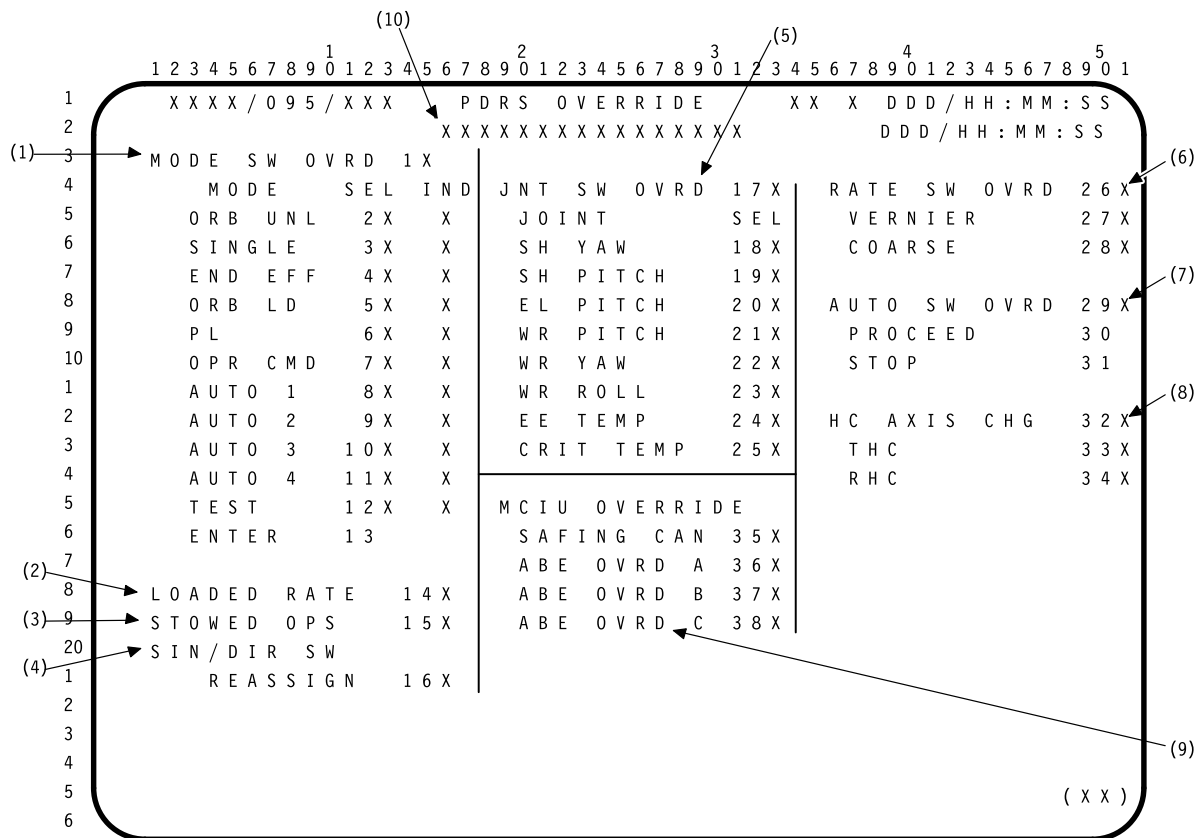 (10)
(5)
1 2 3 4 5
1 2 3 4 5 6 7 8 9 0 1 2 3 4 5 6 7 8 9 0 1 2 3 4 5 6 7 8 9 0 1 2 3 4 5 6 7 8 9 0 1 2 3 4 5 6 7 8 9 0 1
1 XXXX/095/XXX PDRS OVERRIDE XX X DDD/HH:MM:SS
2 XXXXXXXXXXXXXXXX DDD/HH:MM:SS
(1) 3 MODE SW OVRD 1X
(6)
4 MODE SEL IND JNT SW OVRD 17X RATE SW OVRD 26X
5 ORB UNL 2X X JOINT SEL VERNIER 27X
6 SINGLE 3X X SH YAW 18X COARSE 28X
7 END EFF 4X X SH PITCH 19X
(7)
8 ORB LD 5X X EL PITCH 20X AUTO SW OVRD 29X
9 PL 6X X WR PITCH 21X PROCEED 30
10 OPR CMD 7X X WR YAW 22X STOP 31
1 AUTO 1 8X X WR ROLL 23X
(8)
2 AUTO 2 9X X EE TEMP 24X HC AXIS CHG 32X
3 AUTO 3 10X X CRIT TEMP 25X THC 33X
4 AUTO 4 11X X RHC 34X
5 TEST 12X X MCIU OVERRIDE
6 ENTER 13 SAFING CAN 35X
7 ABE OVRD A 36X
(2) 8 LOADED RATE 14X ABE OVRD B 37X
(3) 9 STOWED OPS 15X ABE OVRD C 38X
20 SIN/DIR SW
(4)
1 REASSIGN 16X
2
3
(9)
4
5 (XX)
6